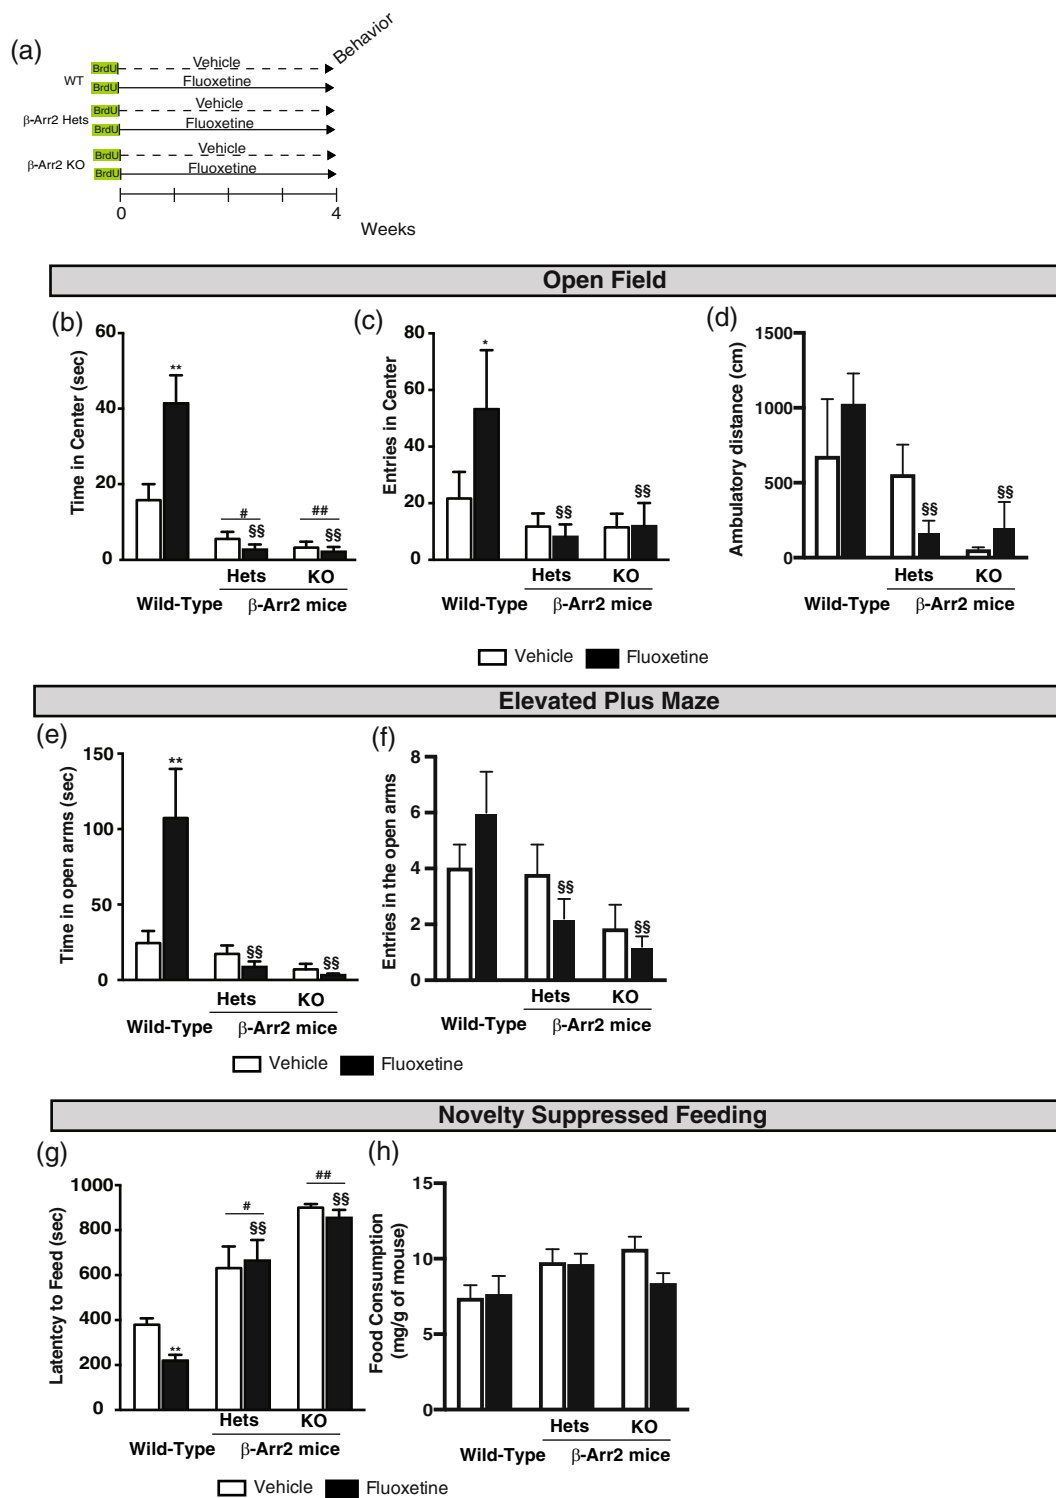 (a)
Behavior
WT
BrdU
Vehicle
BrdU
Fluoxetine
β-Arr2 Hets
BrdU
Vehicle
BrdU
Fluoxetine
β-Arr2 KO
BrdU
Vehicle
BrdU
Fluoxetine
0 4
Weeks
Open Field
(b)
Time in Center (sec)
60
40
20
0
**
#
§§
##
§§
Hets KO
Wild-Type β-Arr2 mice
(c)
Entries in Center
80
60
40
20
0
*
§§
§§
Hets KO
Wild-Type β-Arr2 mice
(d)
Ambulatory distance (cm)
1500
1000
500
0
§§
§§
Hets KO
Wild-Type β-Arr2 mice
Vehicle Fluoxetine
Elevated Plus Maze
(e)
Time in open arms (sec)
150
100
50
0
**
§§
§§
Hets KO
Wild-Type β-Arr2 mice
(f)
Entries in the open arms
8
6
4
2
0
§§
§§
Hets KO
Wild-Type β-Arr2 mice
Vehicle Fluoxetine
Novelty Suppressed Feeding
(g)
Latentcy to Feed (sec)
1000
800
600
400
200
0
**
#
§§
##
§§
Hets KO
Wild-Type β-Arr2 mice
(h)
Food Consumption
(mg/g of mouse)
15
10
5
0
Hets KO
Wild-Type β-Arr2 mice
Vehicle Fluoxetine